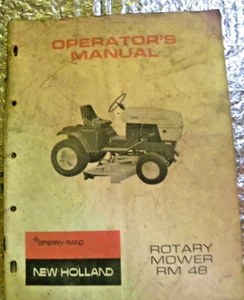 OPERATOR'S
MANUAL
SPERRY RAND
NEW HOLLAND
ROTARY
MOWER
RM 48